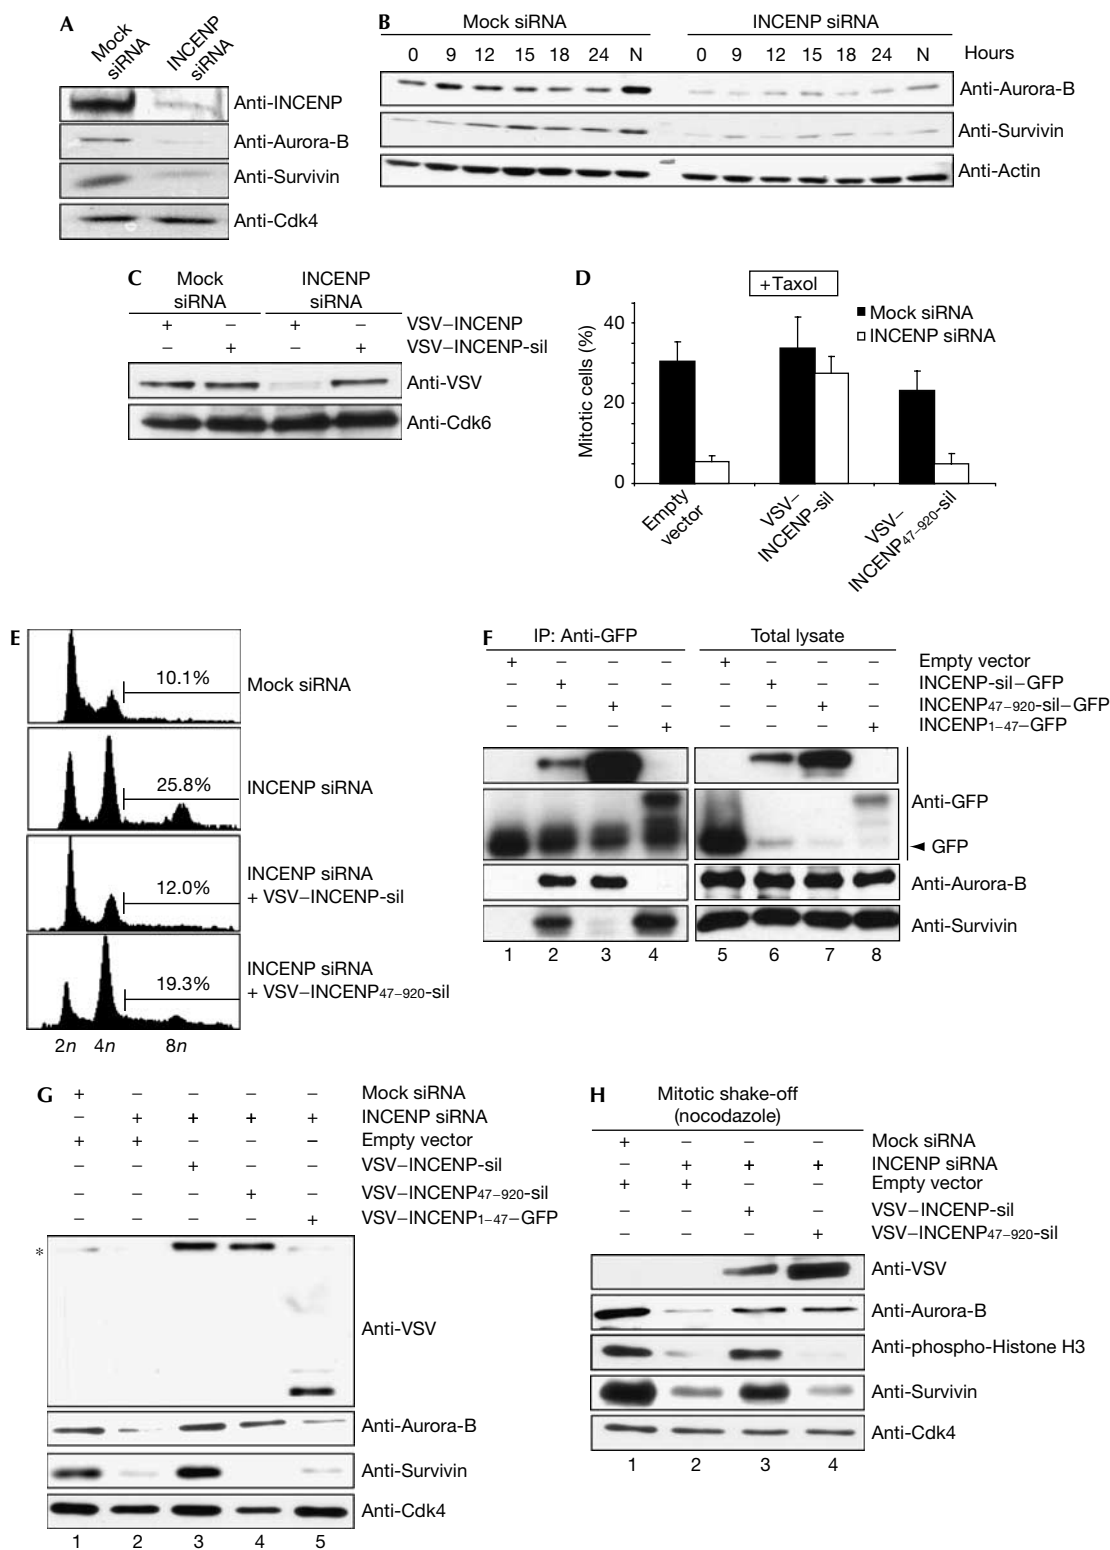 A
Mock siRNA
INCENP siRNA
Anti-INCENP
Anti-Aurora-B
Anti-Survivin
Anti-Cdk4
B
Mock siRNA INCENP siRNA
0 9 12 15 18 24 N 0 9 12 15 18 24 N Hours
Anti-Aurora-B
Anti-Survivin
Anti-Actin
C
Mock siRNA
INCENP siRNA
+ – + – VSV–INCENP
– + – + VSV–INCENP-sil
Anti-VSV
Anti-Cdk6
D
+Taxol
Mock siRNA
INCENP siRNA
Mitotic cells (%)
40
20
0
Empty vector
VSV–INCENP-sil
VSV–INCENP47–920-sil
E
10.1%
Mock siRNA
25.8%
INCENP siRNA
12.0%
INCENP siRNA
+ VSV–INCENP-sil
19.3%
INCENP siRNA
+ VSV–INCENP47–920-sil
2n 4n 8n
F
IP: Anti-GFP Total lysate
+ – – – + – – – Empty vector
– + – – – + – – INCENP-sil–GFP
– – + – – – + – INCENP47–920-sil–GFP
– – – + – – – + INCENP1–47–GFP
Anti-GFP
GFP
Anti-Aurora-B
Anti-Survivin
1 2 3 4 5 6 7 8
G
+ – – – – Mock siRNA
– + + + + INCENP siRNA
+ + – – – Empty vector
– – + – – VSV–INCENP-sil
– – – + – VSV–INCENP47–920-sil
– – – – + VSV–INCENP1–47–GFP
*
Anti-VSV
Anti-Aurora-B
Anti-Survivin
Anti-Cdk4
1 2 3 4 5
H
Mitotic shake-off
(nocodazole)
+ – – – Mock siRNA
– + + + INCENP siRNA
+ + – – Empty vector
– – + – VSV–INCENP-sil
– – – + VSV–INCENP47–920-sil
Anti-VSV
Anti-Aurora-B
Anti-phospho-Histone H3
Anti-Survivin
Anti-Cdk4
1 2 3 4